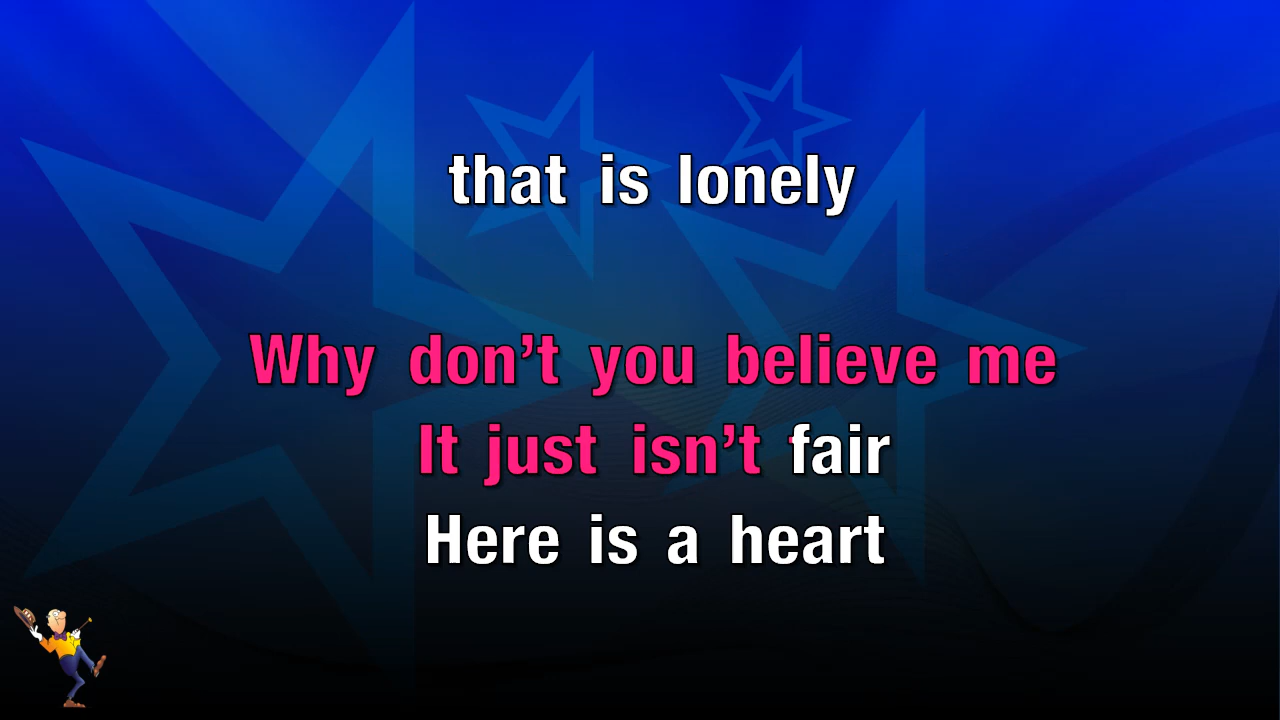 that is lonely
Why don’t you believe me
It just isn’t fair
Here is a heart